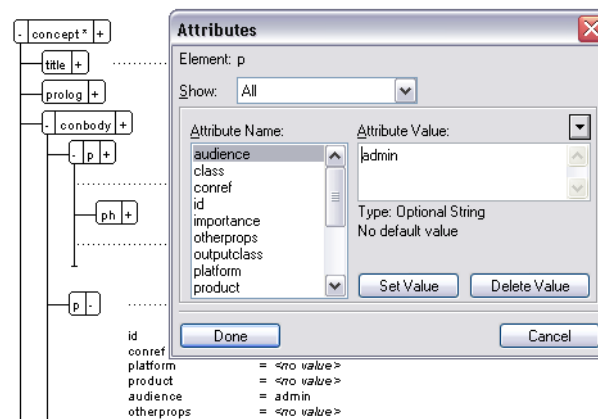 - concept* +
title +
prolog +
- conbody +
- p +
ph +
p -
id
conref
platform = <no value>
product = <no value>
audience = admin
otherprops = <no value>
Attributes
Element: p
Show: All
Attribute Name:
audience
class
conref
id
importance
otherprops
outputclass
platform
product
Attribute Value:
admin
Type: Optional String
No default value
Set Value Delete Value
Done Cancel